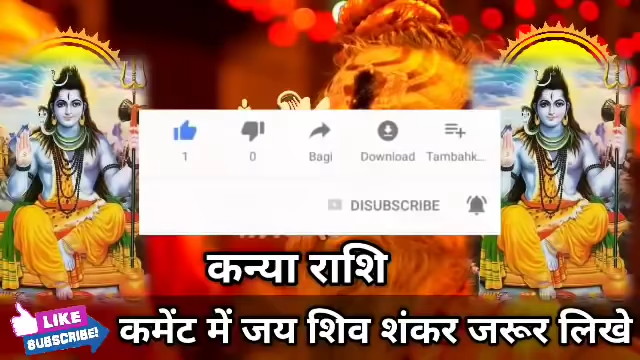 1 0 Bagi Download Tambahk...
DISUBSCRIBE
कन्या राशि
LIKE
SUBSCRIBE!
कमेंट में जय शिव शंकर जरूर लिखे